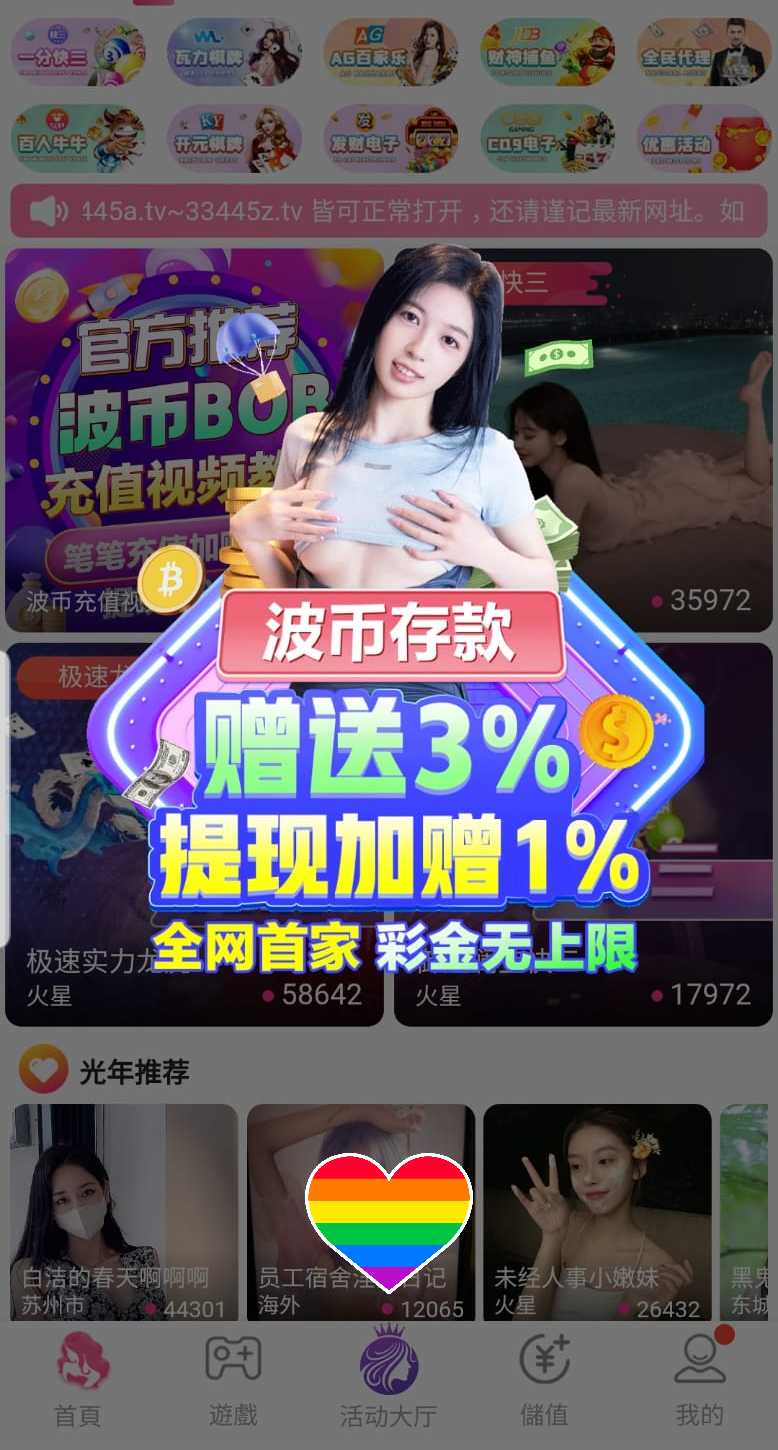 一分快三
瓦力棋牌
AG
AG百家乐
财神捕鱼
全民代理
百人牛牛
KY
开元棋牌
发
发财电子
GAMING
CQ9电子
优惠活动
445a.tv~33445z.tv 皆可正常打开，还请谨记最新网址。如
官方推荐
波币BOB
充值视频教
笔笔充值加
波币充值视
快三
35972
波币存款
赠送3%
提现加赠1%
全网首家 彩金无上限
极速龙
极速实力龙
火星
58642
火星
17972
光年推荐
白洁的春天啊啊啊
苏州市
44301
员工宿舍淫 日记
海外
12065
未经人事小嫩妹
火星
26432
黑鬼
东城
首頁
遊戲
活动大厅
儲值
我的